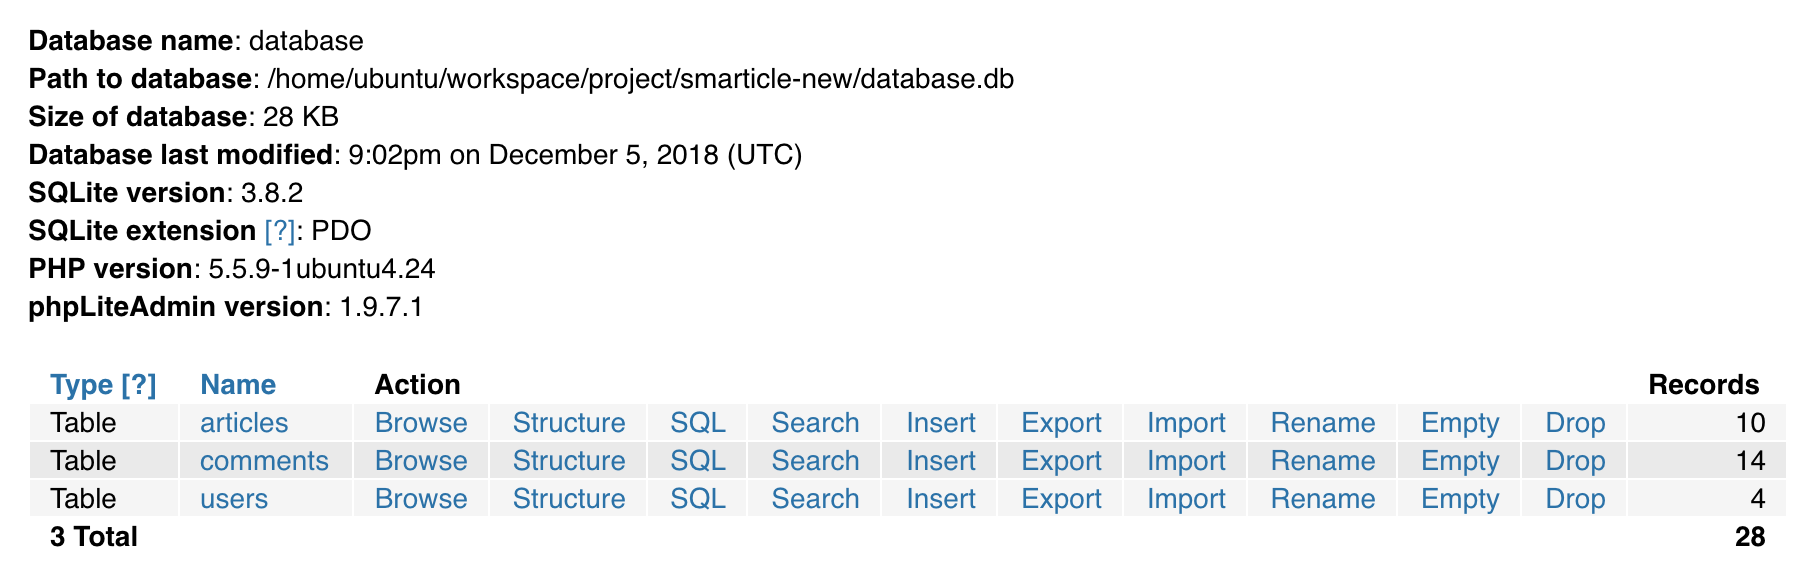 Database name: database
Path to database: /home/ubuntu/workspace/project/smarticle-new/database.db
Size of database: 28 KB
Database last modified: 9:02pm on December 5, 2018 (UTC)
SQLite version: 3.8.2
SQLite extension [?]: PDO
PHP version: 5.5.9-1ubuntu4.24
phpLiteAdmin version: 1.9.7.1
Type [?] Name Action Records
Table articles Browse Structure SQL Search Insert Export Import Rename Empty Drop 10
Table comments Browse Structure SQL Search Insert Export Import Rename Empty Drop 14
Table users Browse Structure SQL Search Insert Export Import Rename Empty Drop 4
3 Total 28